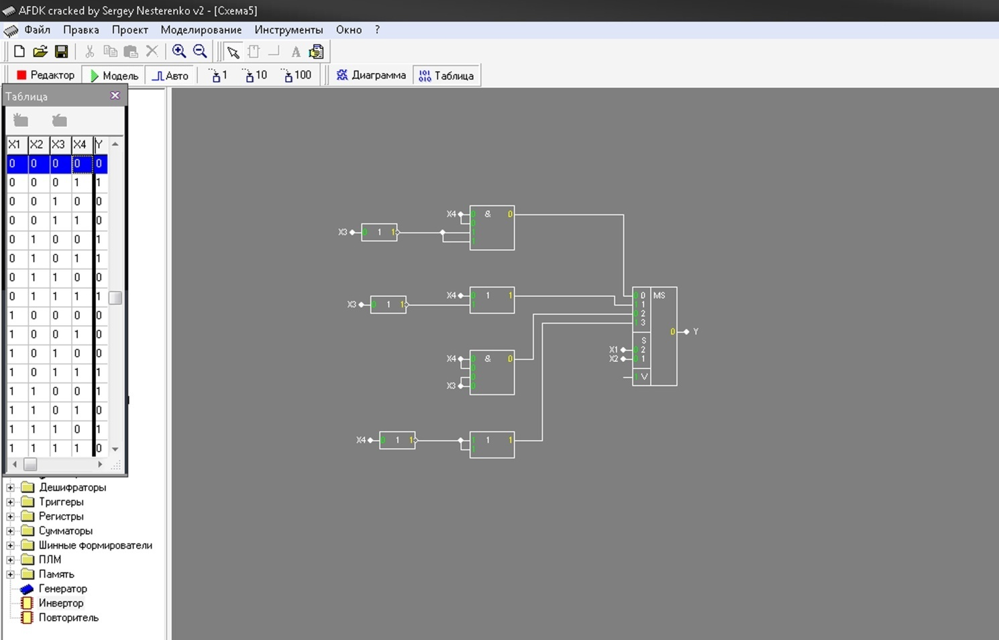 AFDK cracked by Sergey Nesterenko v2 - [Схема5]
Файл Правка Проект Моделирование Инструменты Окно ?
A
Редактор Модель Авто 1 10 100 Диаграмма 101 010 Таблица
Таблица
X1 X2 X3 X4 Y
0 0 0 0 0
0 0 0 1 1
0 0 1 0 0
0 0 1 1 0
0 1 0 0 1
0 1 0 1 1
0 1 1 0 0
0 1 1 1 1
1 0 0 0 0
1 0 0 1 0
1 0 1 0 0
1 0 1 1 1
1 1 0 0 1
1 1 0 1 0
1 1 1 0 1
1 1 1 1 0
Дешифраторы
Триггеры
Регистры
Сумматоры
Шинные формирователи
ПЛМ
Память
Генератор
Инвертор
Повторитель
X4 0 & 0
0
X3 0 1 1 1
1
X4 0 1 1
X3 0 1 1 1
X4 0 & 0
0
0
X3 0
X4 0 1 1 1 1 1
1
0 0 MS
1 1
0 2
1 3
0 Y
S
X1 0 2
X2 0 1
1 V